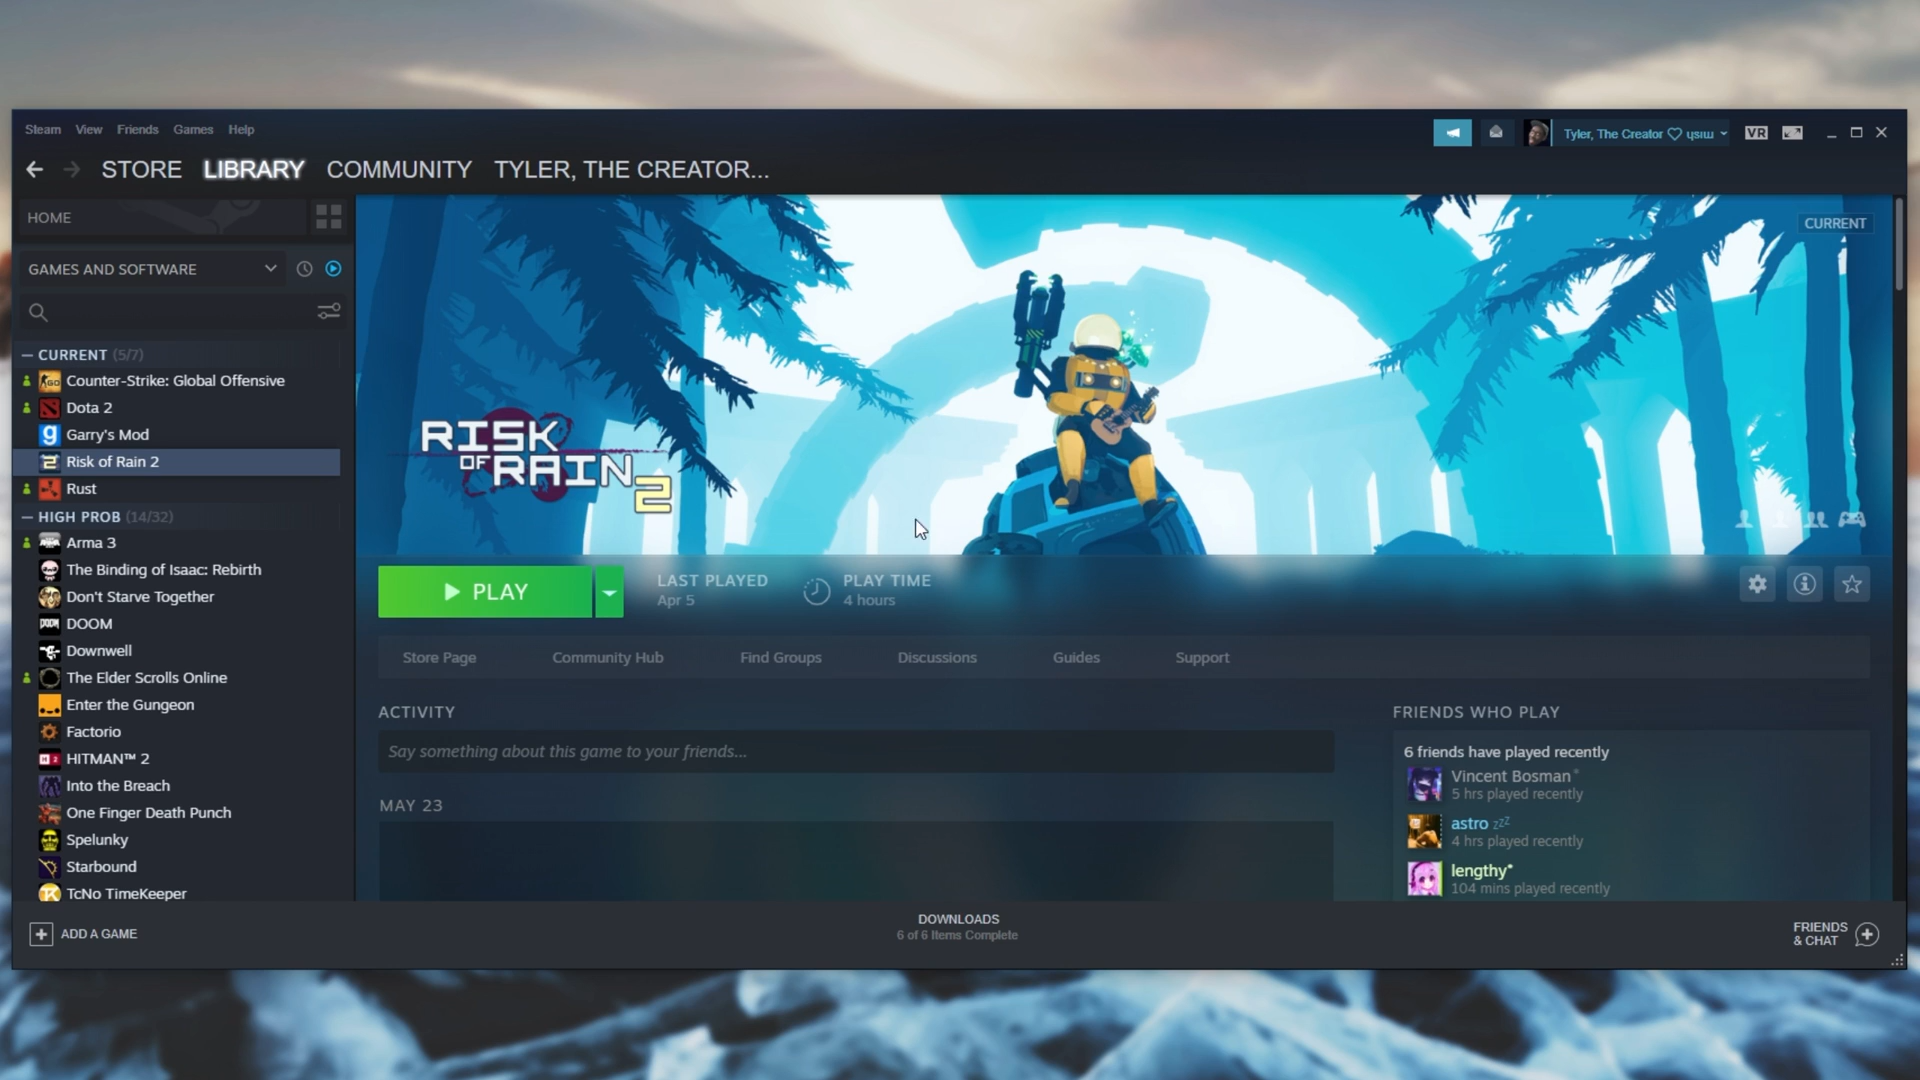 Steam View Friends Games Help
Tyler, The Creator ♡ ųsıɯ
VR
STORE LIBRARY COMMUNITY TYLER, THE CREATOR...
HOME
GAMES AND SOFTWARE
CURRENT (5/7)
Counter-Strike: Global Offensive
Dota 2
Garry's Mod
Risk of Rain 2
Rust
HIGH PROB (14/32)
Arma 3
The Binding of Isaac: Rebirth
Don't Starve Together
DOOM
Downwell
The Elder Scrolls Online
Enter the Gungeon
Factorio
HITMAN™ 2
Into the Breach
One Finger Death Punch
Spelunky
Starbound
TcNo TimeKeeper
ADD A GAME
CURRENT
RISK
OF RAIN
2
PLAY
LAST PLAYED
Apr 5
PLAY TIME
4 hours
Store Page Community Hub Find Groups Discussions Guides Support
ACTIVITY
Say something about this game to your friends...
MAY 23
FRIENDS WHO PLAY
6 friends have played recently
Vincent Bosman*
5 hrs played recently
astro zzZ
4 hrs played recently
lengthy*
104 mins played recently
DOWNLOADS
6 of 6 Items Complete
FRIENDS
& CHAT